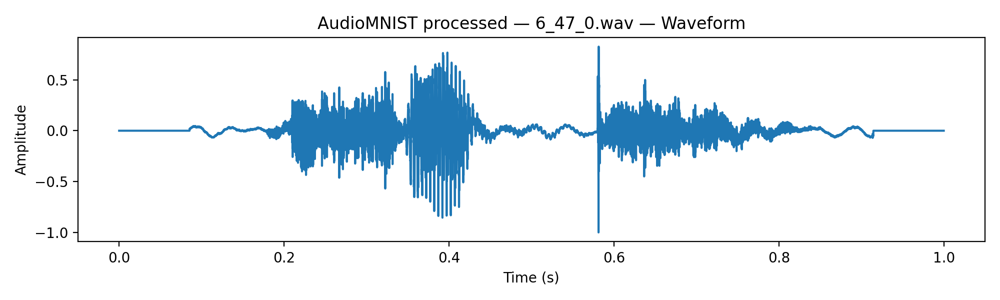 AudioMNIST processed — 6_47_0.wav — Waveform
Amplitude
0.5
0.0
−0.5
−1.0
0.0 0.2 0.4 0.6 0.8 1.0
Time (s)